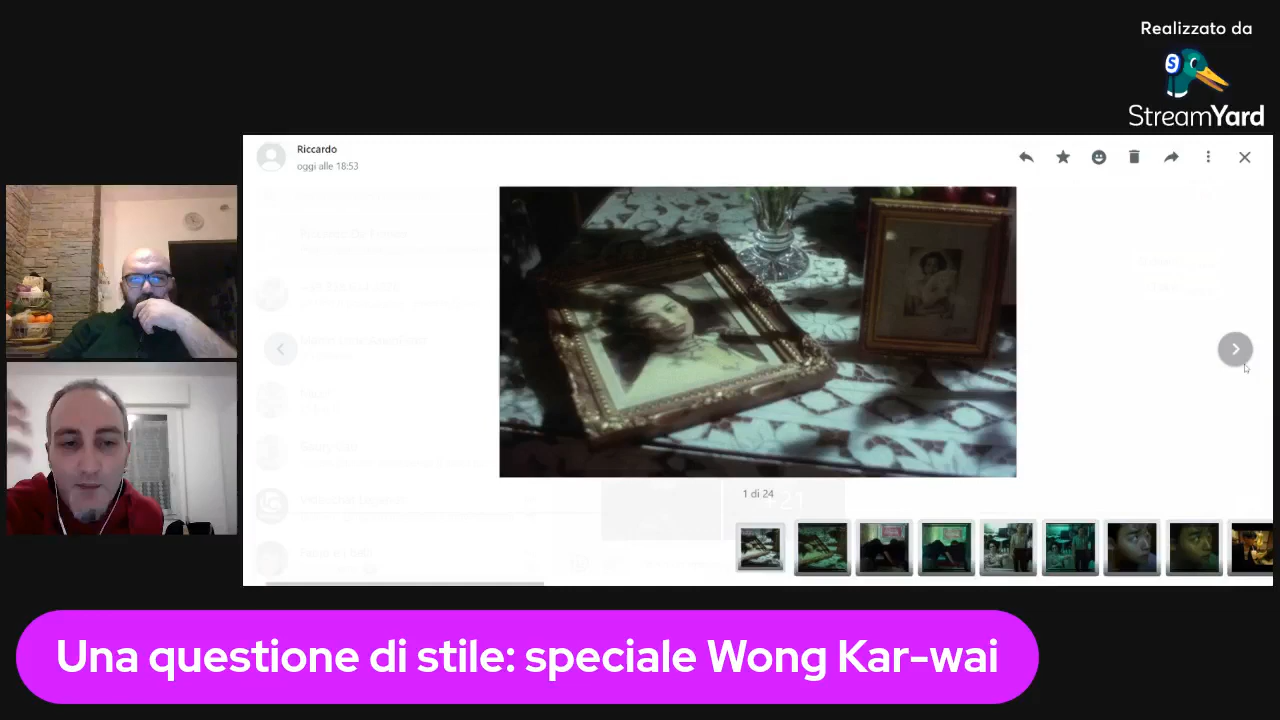 Realizzato da
StreamYard
Riccardo
oggi alle 18:53
1 di 24
Una questione di stile: speciale Wong Kar-wai